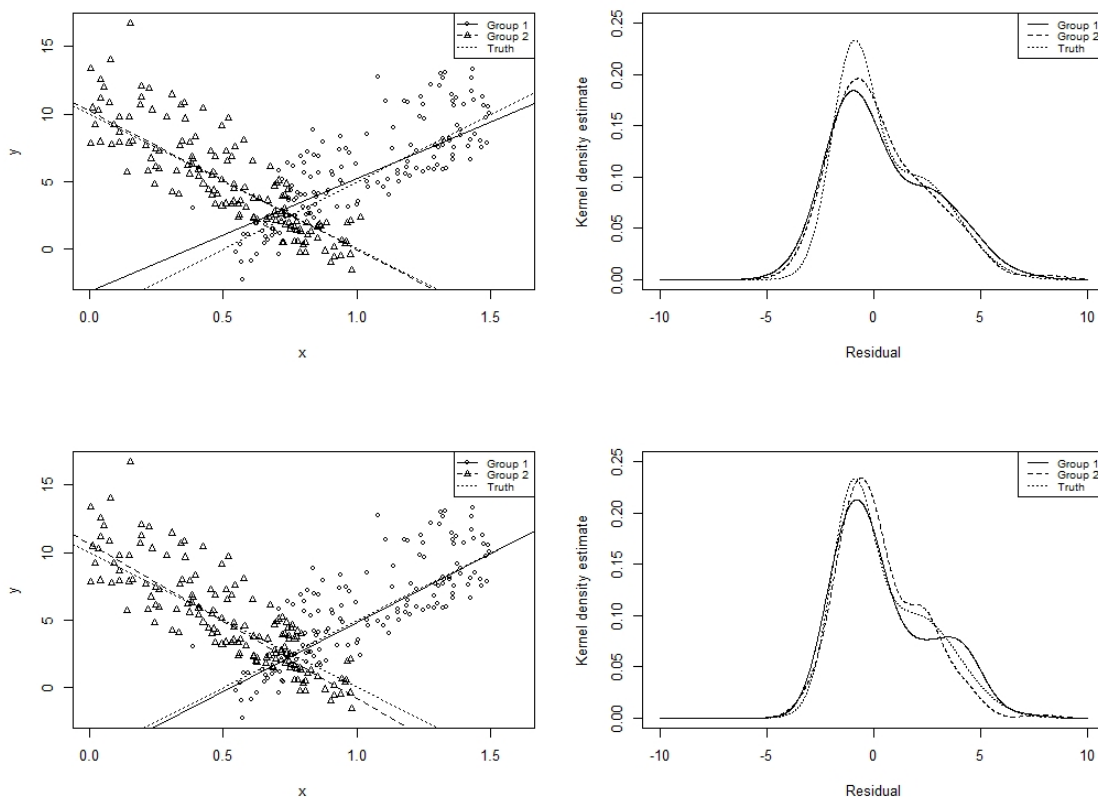 Group 1
Group 2
Truth
y
15
10
5
0
0.0 0.5 1.0 1.5
x
Group 1
Group 2
Truth
Kernel density estimate
0.25
0.20
0.15
0.10
0.05
0.00
-10 -5 0 5 10
Residual
Group 1
Group 2
Truth
y
15
10
5
0
0.0 0.5 1.0 1.5
x
Group 1
Group 2
Truth
Kernel density estimate
0.25
0.20
0.15
0.10
0.05
0.00
-10 -5 0 5 10
Residual